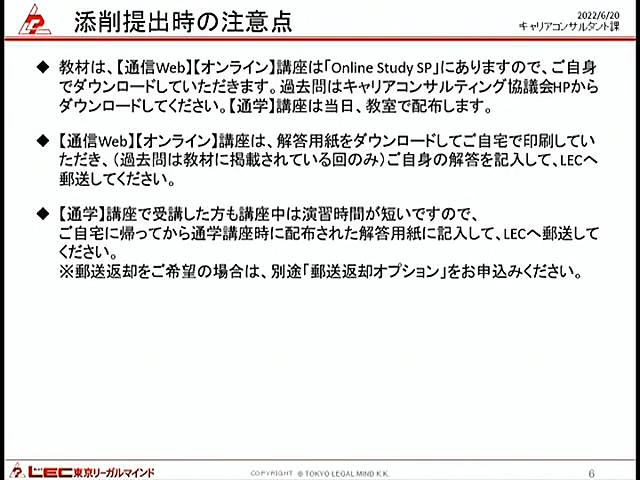 添削提出時の注意点
2022/6/20
キャリアコンサルタント課
◆ 教材は、【通信Web】【オンライン】講座は「Online Study SP」にありますので、ご自身
でダウンロードしていただきます。過去問はキャリアコンサルティング協議会HPから
ダウンロードしてください。【通学】講座は当日、教室で配布します。
◆ 【通信Web】【オンライン】講座は、解答用紙をダウンロードしてご自宅で印刷してい
ただき、（過去問は教材に掲載されている回のみ）ご自身の解答を記入して、LECへ
郵送してください。
◆ 【通学】講座で受講した方も講座中は演習時間が短いですので、
ご自宅に帰ってから通学講座時に配布された解答用紙に記入して、LECへ郵送して
ください。
※郵送返却をご希望の場合は、別途「郵送返却オプション」をお申込みください。
LEC東京リーガルマインド
COPYRIGHT © TOKYO LEGAL MIND K.K.
6